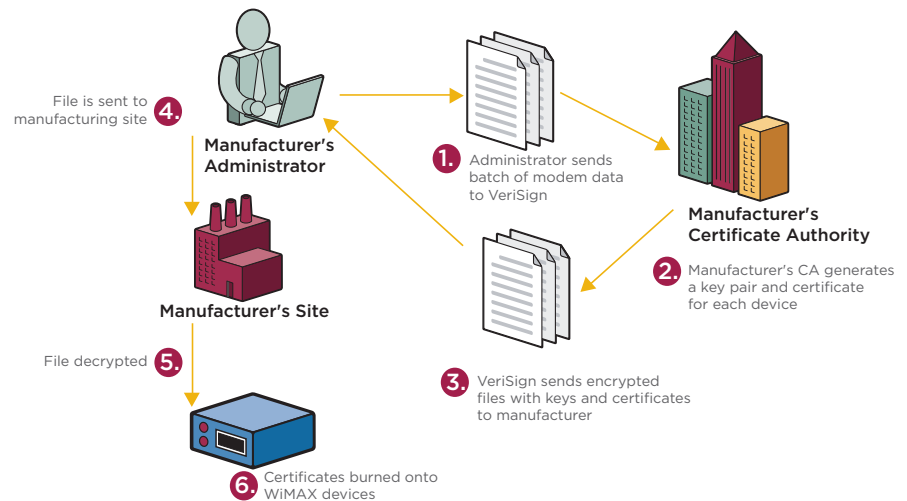 File is sent to
manufacturing site
4.
Manufacturer's
Administrator
1.
Administrator sends
batch of modem data
to VeriSign
Manufacturer's
Certificate Authority
2.
Manufacturer's CA generates
a key pair and certificate
for each device
3.
VeriSign sends encrypted
files with keys and certificates
to manufacturer
Manufacturer's Site
File decrypted
5.
6.
Certificates burned onto
WiMAX devices